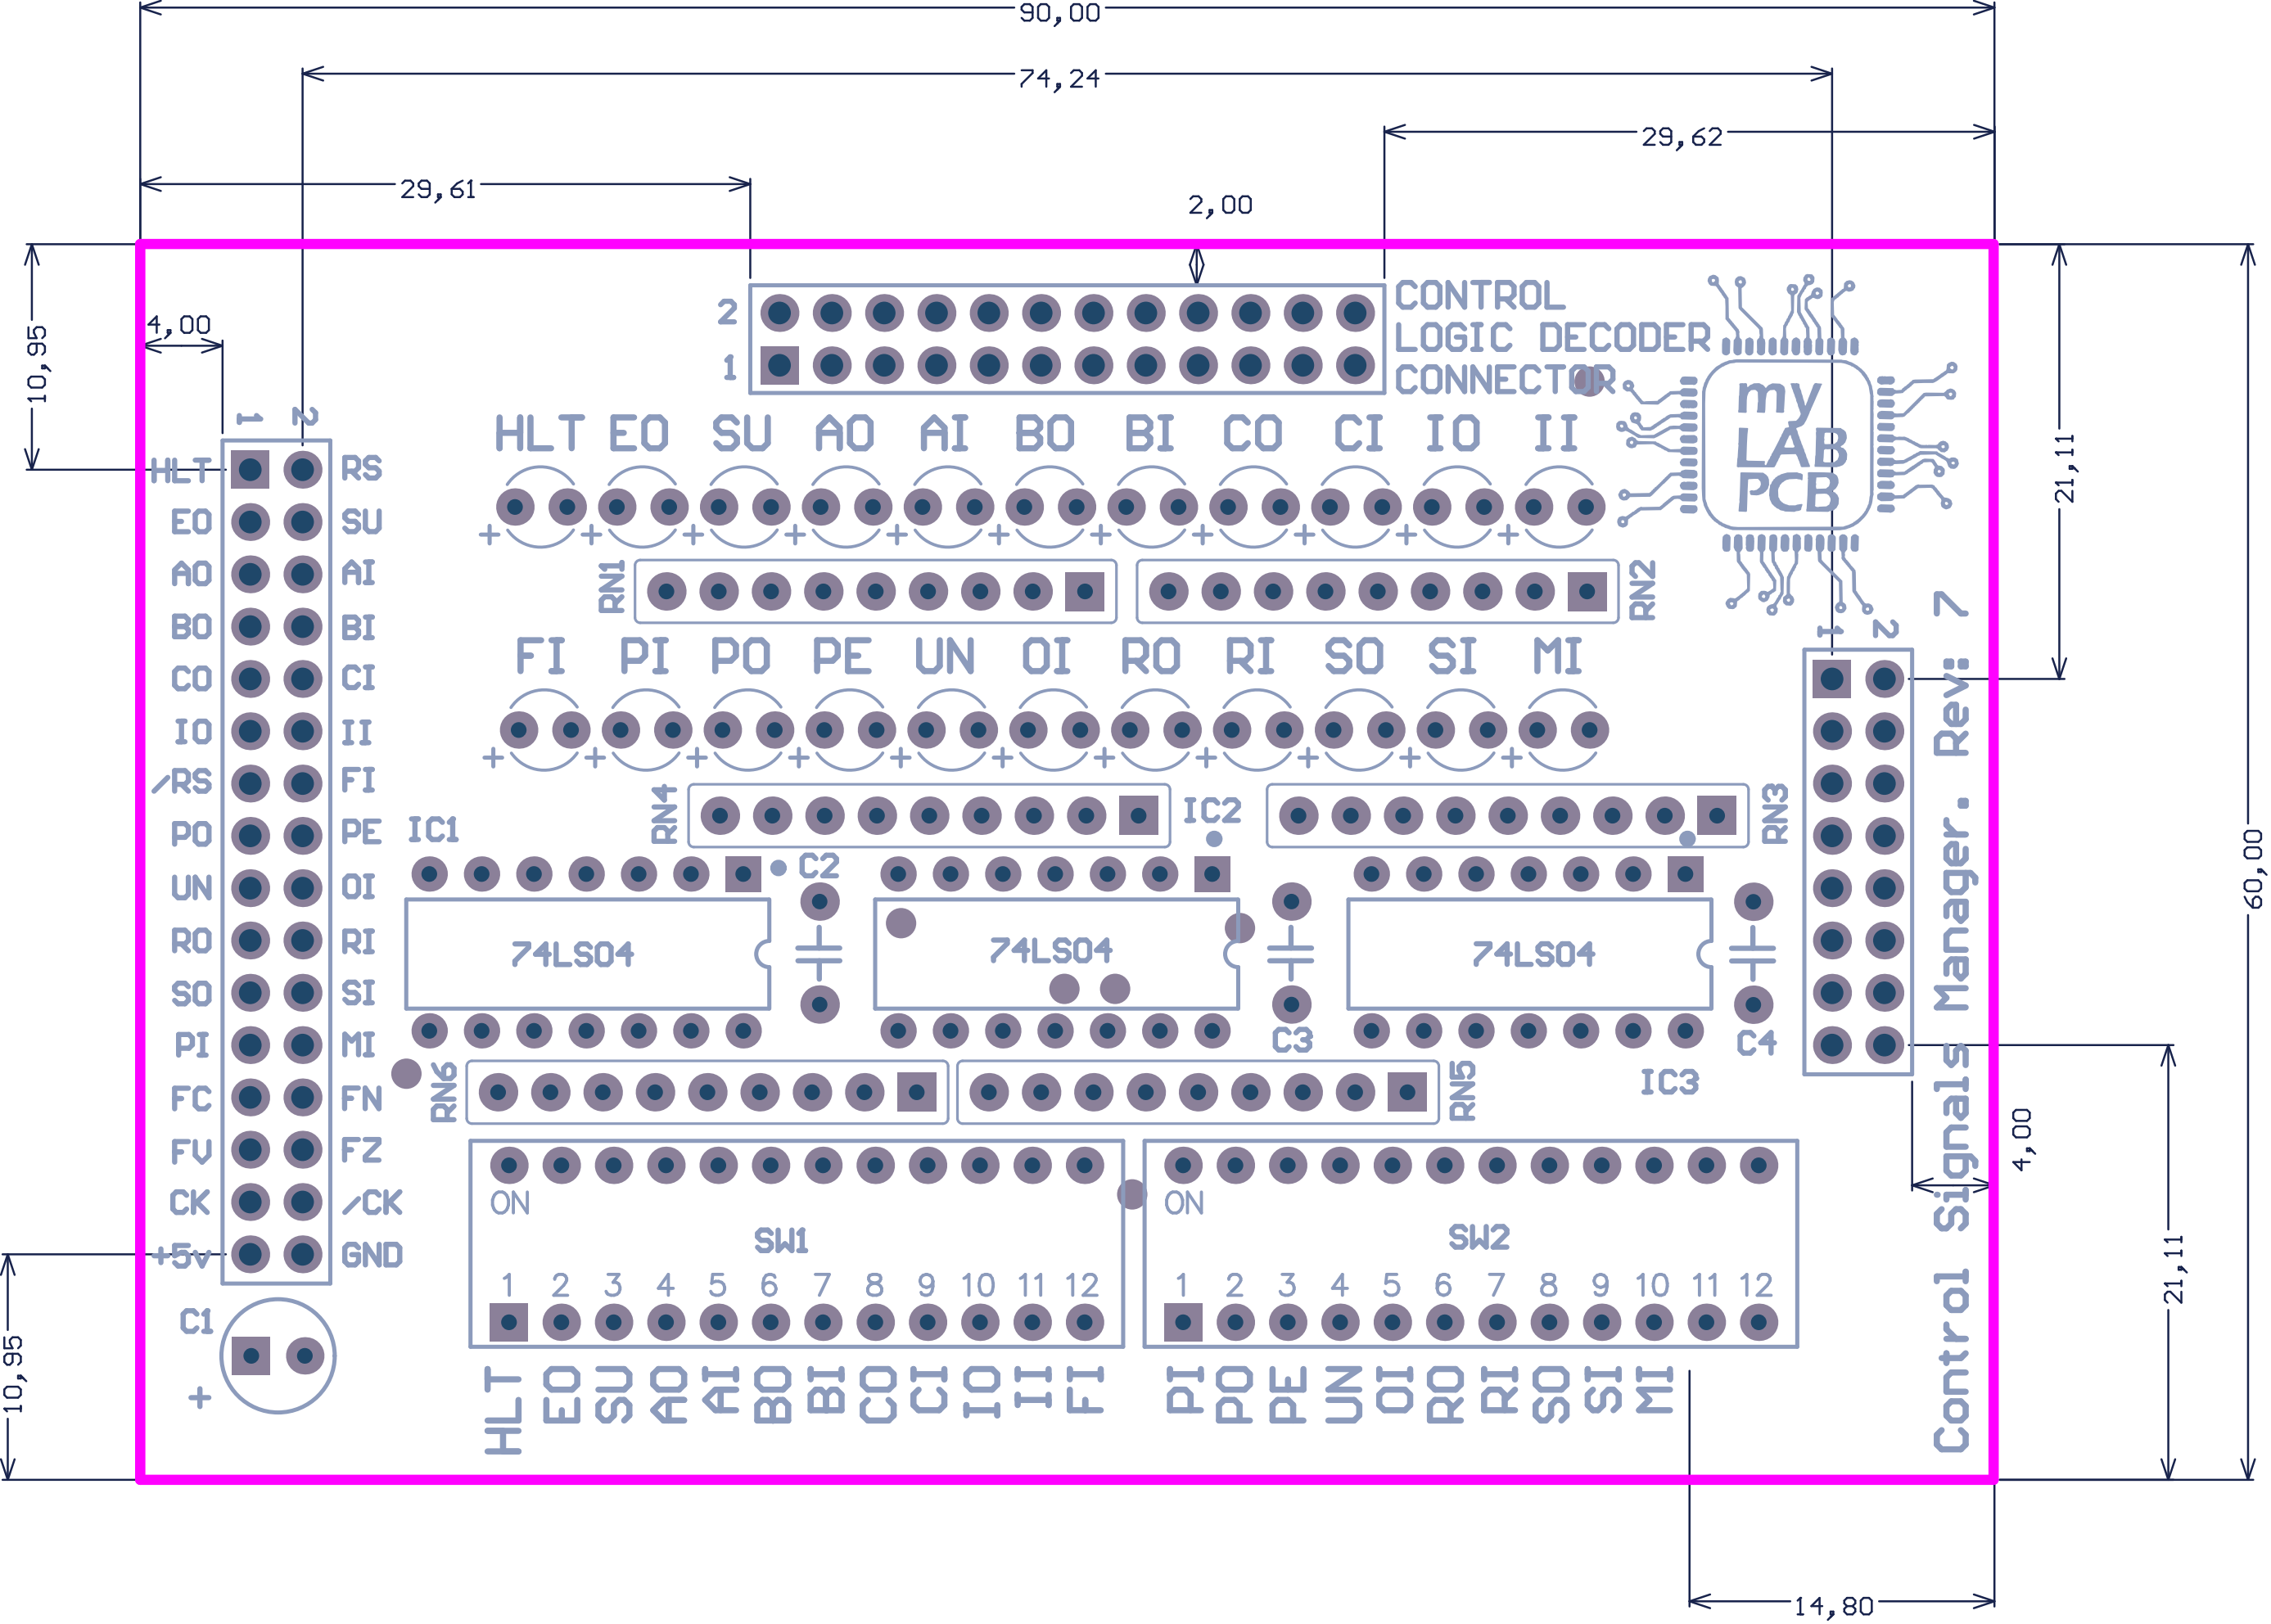 90,00
74,24
29,62
29,61
2,00
10,95
4,00
21,11
60,00
2
1
CONTROL
LOGIC DECODER
CONNECTOR
my
LAB
PCB
1 2
HLT EO SU AO AI BO BI CO CI IO II
HLT RS
EO SU
AO AI
BO BI
CO CI
IO II
/RS FI
PO PE
UN OI
RO RI
SO SI
PI MI
FC FN
FV FZ
CK /CK
+5v GND
+ + + + + + + + + + +
RN1
RN2
FI PI PO PE UN OI RO RI SO SI MI
+ + + + + + + + + + +
1 2
RN4
RN3
IC1
C2
IC2
74LS04
74LS04
74LS04
C3
C4
IC3
RN6
RN5
ON
SW1
1 2 3 4 5 6 7 8 9 10 11 12
ON
SW2
1 2 3 4 5 6 7 8 9 10 11 12
C1
+
HLT EO SU AO AI BO BI CO CI IO II FI
PI PO PE UN OI RO RI SO SI MI
Control Signals Manager. Rev: 7
4,00
21,11
10,95
14,80